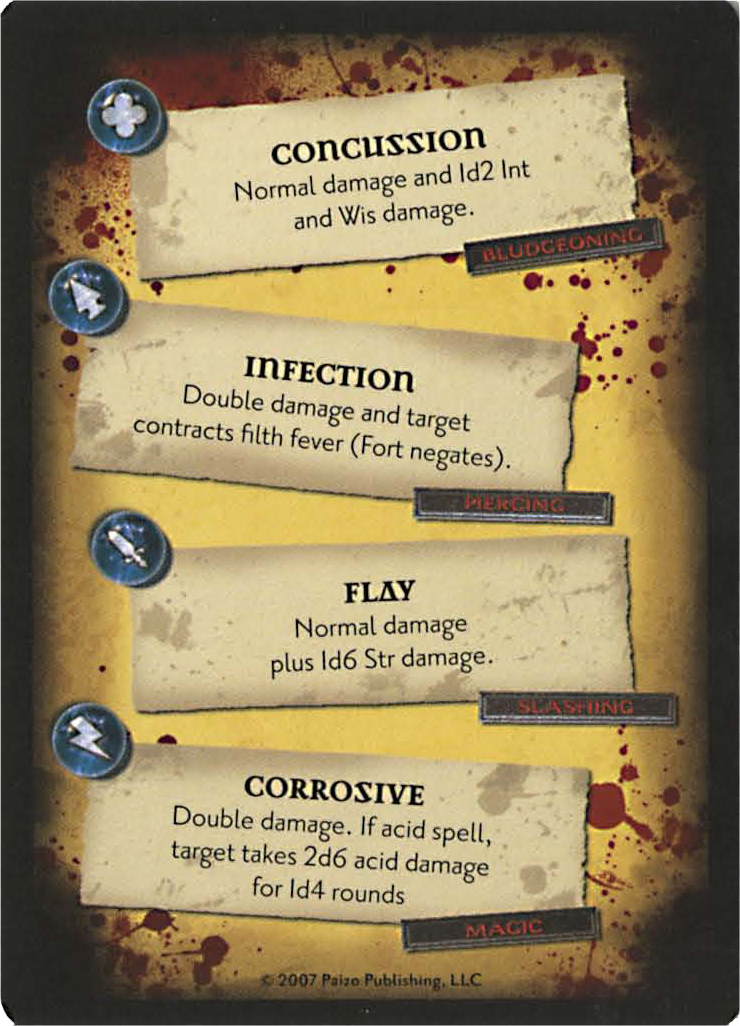 CONCUSSION
Normal damage and 1d2 Int
and Wis damage.
BLUDGEONING
INFECTION
Double damage and target
contracts filth fever (Fort negates).
PIERCING
FLAY
Normal damage
plus 1d6 Str damage.
SLASHING
CORROSIVE
Double damage. If acid spell,
target takes 2d6 acid damage
for 1d4 rounds
MAGIC
© 2007 Paizo Publishing, LLC